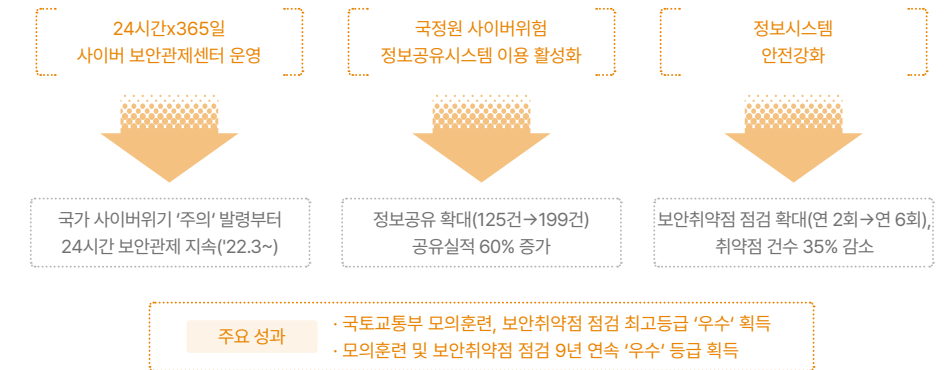 24시간x365일
사이버 보안관제센터 운영
국정원 사이버위험
정보공유시스템 이용 활성화
정보시스템
안전강화
국가 사이버위기 ‘주의’ 발령부터
24시간 보안관제 지속('22.3~)
정보공유 확대(125건→199건)
공유실적 60% 증가
보안취약점 점검 확대(연 2회→연 6회),
취약점 건수 35% 감소
주요 성과
· 국토교통부 모의훈련, 보안취약점 점검 최고등급 ‘우수’ 획득
· 모의훈련 및 보안취약점 점검 9년 연속 ‘우수’ 등급 획득